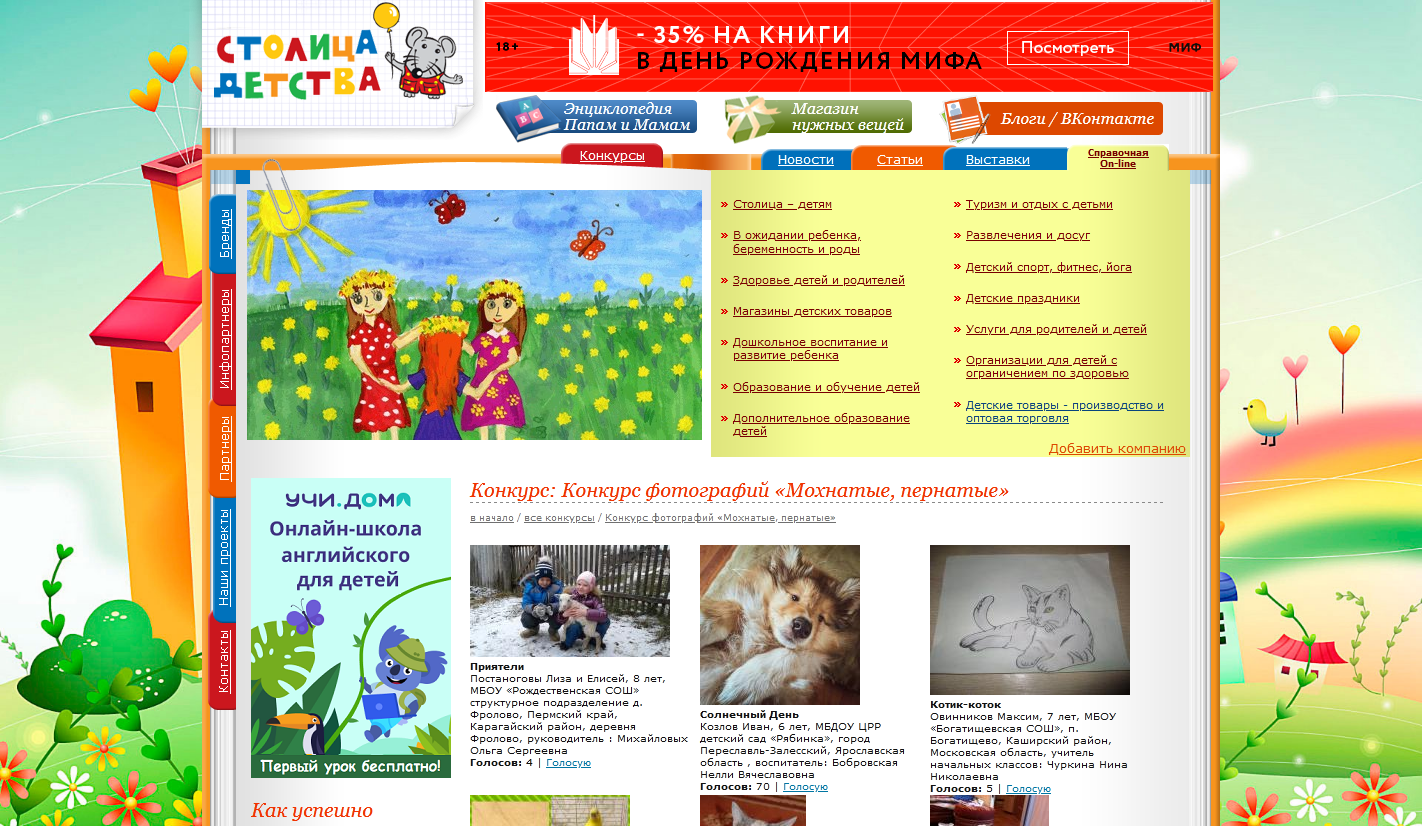 СТОЛИЦА
ДЕТСТВА
18+
- 35% НА КНИГИ
В ДЕНЬ РОЖДЕНИЯ МИФА
Посмотреть
МИФ
Энциклопедия
Папам и Мамам
Магазин
нужных вещей
Блоги / ВКонтакте
Конкурсы
Новости
Статьи
Выставки
Справочная
On-line
Бренды
Инфопартнеры
Партнеры
Наши проекты
Контакты
» Столица – детям
» В ожидании ребенка,
беременность и роды
» Здоровье детей и родителей
» Магазины детских товаров
» Дошкольное воспитание и
развитие ребенка
» Образование и обучение детей
» Дополнительное образование
детей
» Туризм и отдых с детьми
» Развлечения и досуг
» Детский спорт, фитнес, йога
» Детские праздники
» Услуги для родителей и детей
» Организации для детей с
ограничением по здоровью
» Детские товары - производство и
оптовая торговля
Добавить компанию
УЧИ.ДОМА
Онлайн-школа
английского
для детей
Первый урок бесплатно!
Как успешно
Конкурс: Конкурс фотографий «Мохнатые, пернатые»
в начало / все конкурсы / Конкурс фотографий «Мохнатые, пернатые»
Приятели
Постаноговы Лиза и Елисей, 8 лет,
МБОУ «Рождественская СОШ»
структурное подразделение д.
Фролово, Пермский край,
Карагайский район, деревня
Фролово, руководитель : Михайловых
Ольга Сергеевна
Голосов: 4 | Голосую
Солнечный День
Козлов Иван, 6 лет, МБДОУ ЦРР
детский сад «Рябинка», город
Переславль-Залесский, Ярославская
область , воспитатель: Бобровская
Нелли Вячеславовна
Голосов: 70 | Голосую
Котик-коток
Овинников Максим, 7 лет, МБОУ
«Богатищевская СОШ», п.
Богатищево, Каширский район,
Московская область, учитель
начальных классов: Чуркина Нина
Николаевна
Голосов: 5 | Голосую